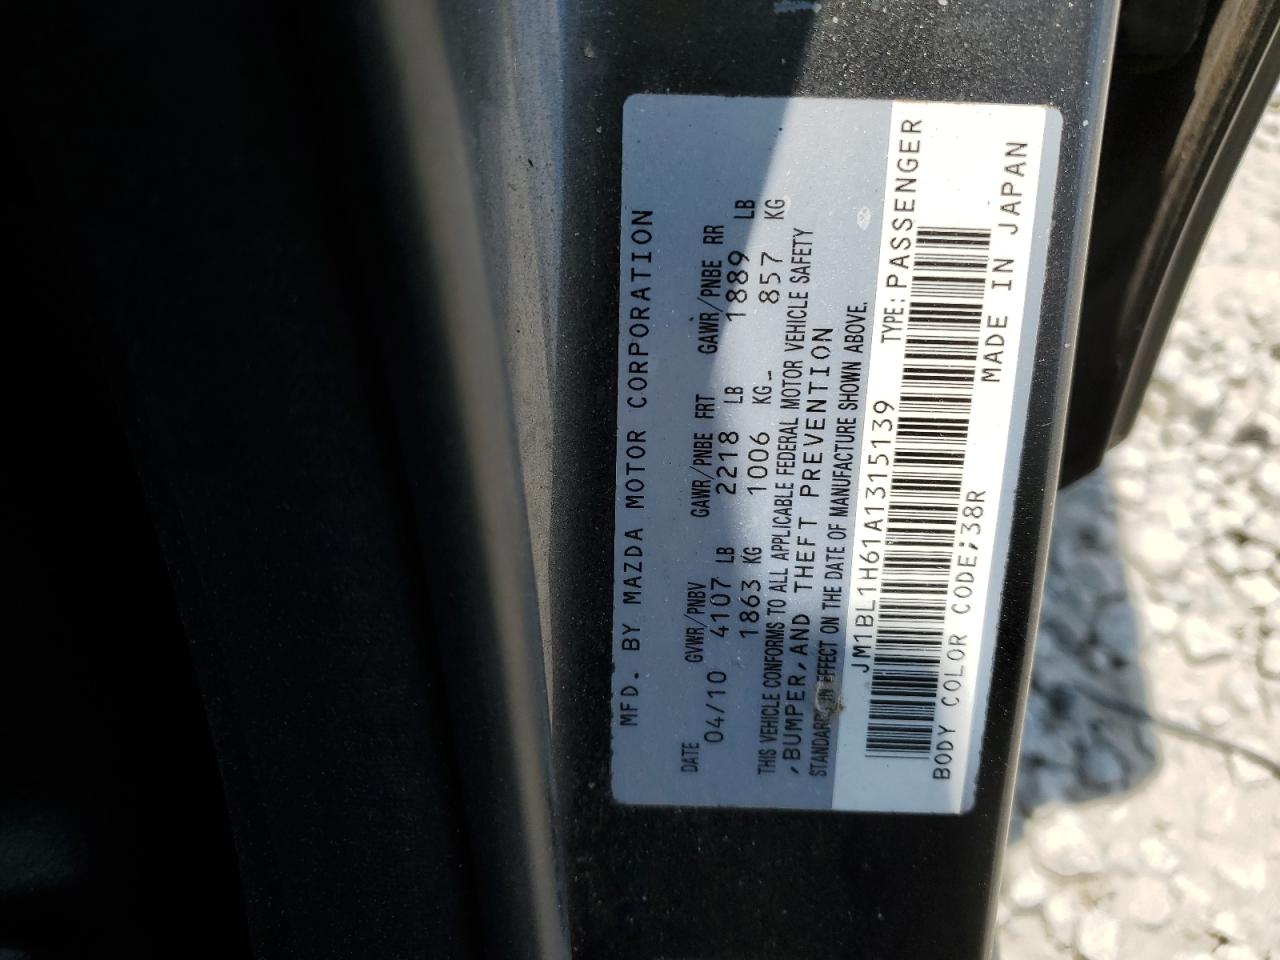 MFD. BY MAZDA MOTOR CORPORATION
DATE GVWR/PNBV GAWR/PNBE FRT GAWR/PNBE RR
04/10 4107 LB 2218 LB 1889 LB
1863 KG 1006 KG 857 KG
THIS VEHICLE CONFORMS TO ALL APPLICABLE FEDERAL MOTOR VEHICLE SAFETY
,BUMPER,AND THEFT PREVENTION
STANDARDS IN EFFECT ON THE DATE OF MANUFACTURE SHOWN ABOVE.
JM1BL1H61A1315139 TYPE: PASSENGER
BODY COLOR CODE;38R MADE IN JAPAN